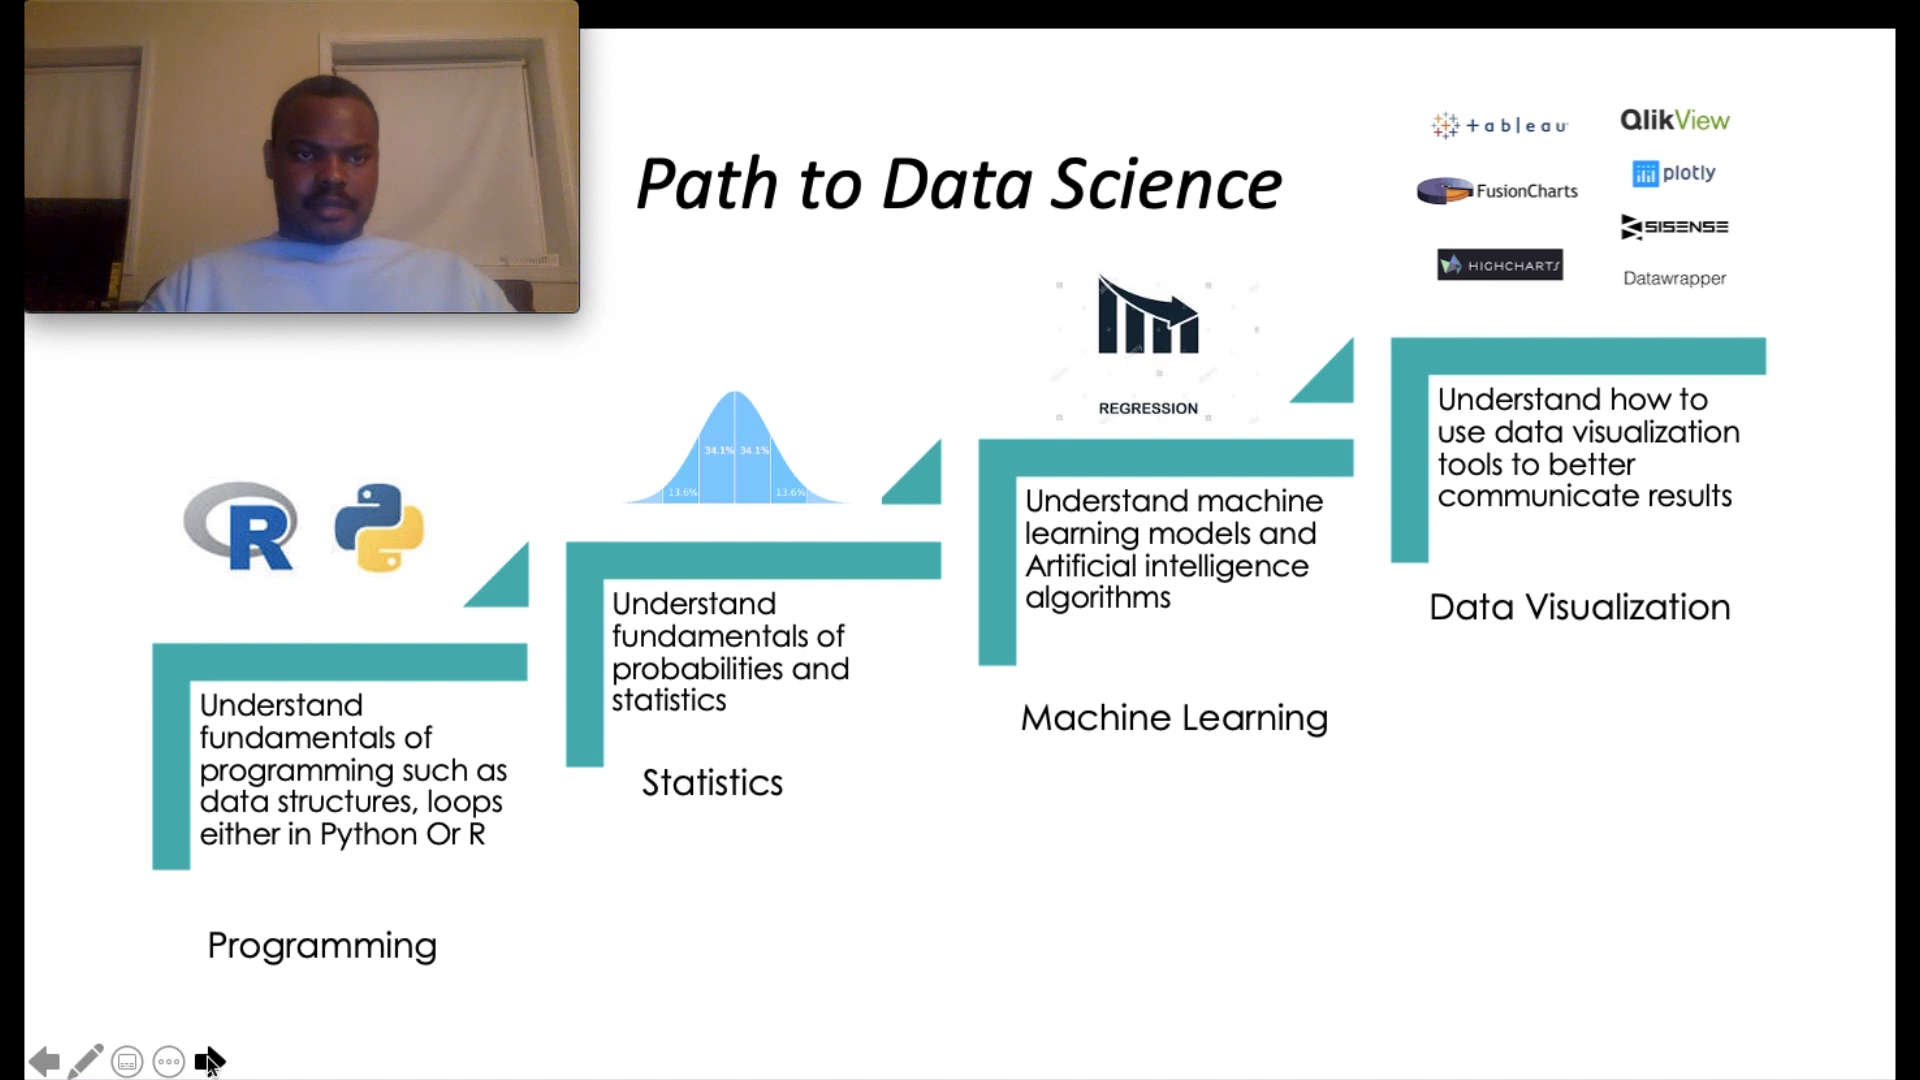 Path to Data Science
+ableau
QlikView
plotly
FusionCharts
SISENSE
HIGHCHARTS
Datawrapper
REGRESSION
34.1% 34.1%
13.6% 13.6%
R
Understand
fundamentals of
programming such as
data structures, loops
either in Python Or R
Programming
Understand
fundamentals of
probabilities and
statistics
Statistics
Understand machine
learning models and
Artificial intelligence
algorithms
Machine Learning
Understand how to
use data visualization
tools to better
communicate results
Data Visualization